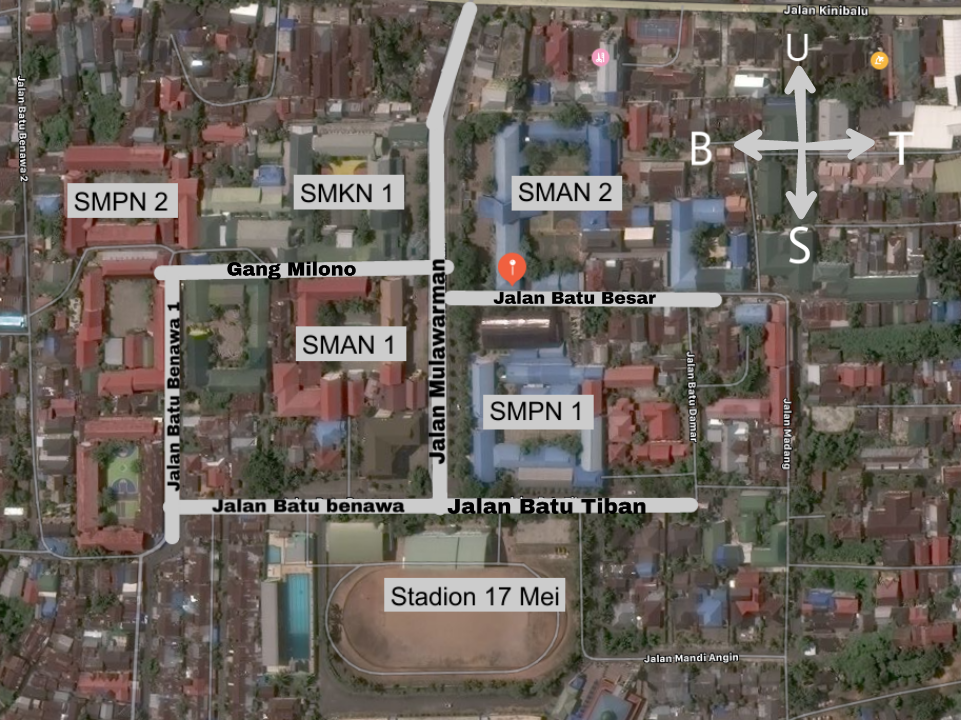 Jalan Kinibalu
U
B
T
S
Jalan Batu Benawa 2
SMPN 2
SMKN 1
SMAN 2
Gang Milono
Jalan Batu Besar
Jalan Mulawarman
Jalan Batu Benawa 1
SMAN 1
SMPN 1
Jalan Batu Damar
Jalan Madang
Jalan Batu benawa
Jalan Batu Tiban
Stadion 17 Mei
Jalan Mandi Angin